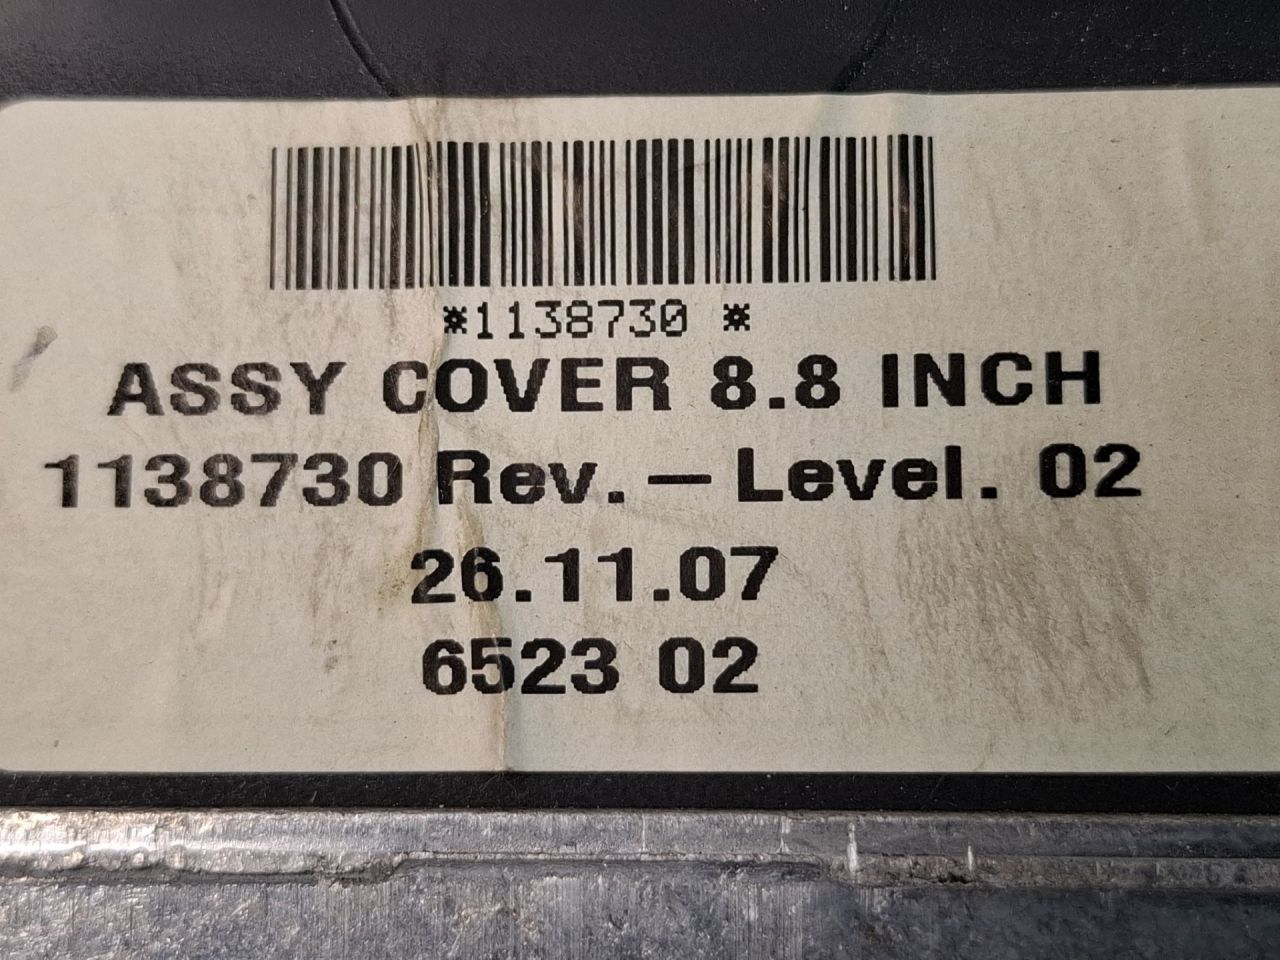 *1138730 *
ASSY COVER 8.8 INCH
1138730 Rev.-Level. 02
26.11.07
6523 02